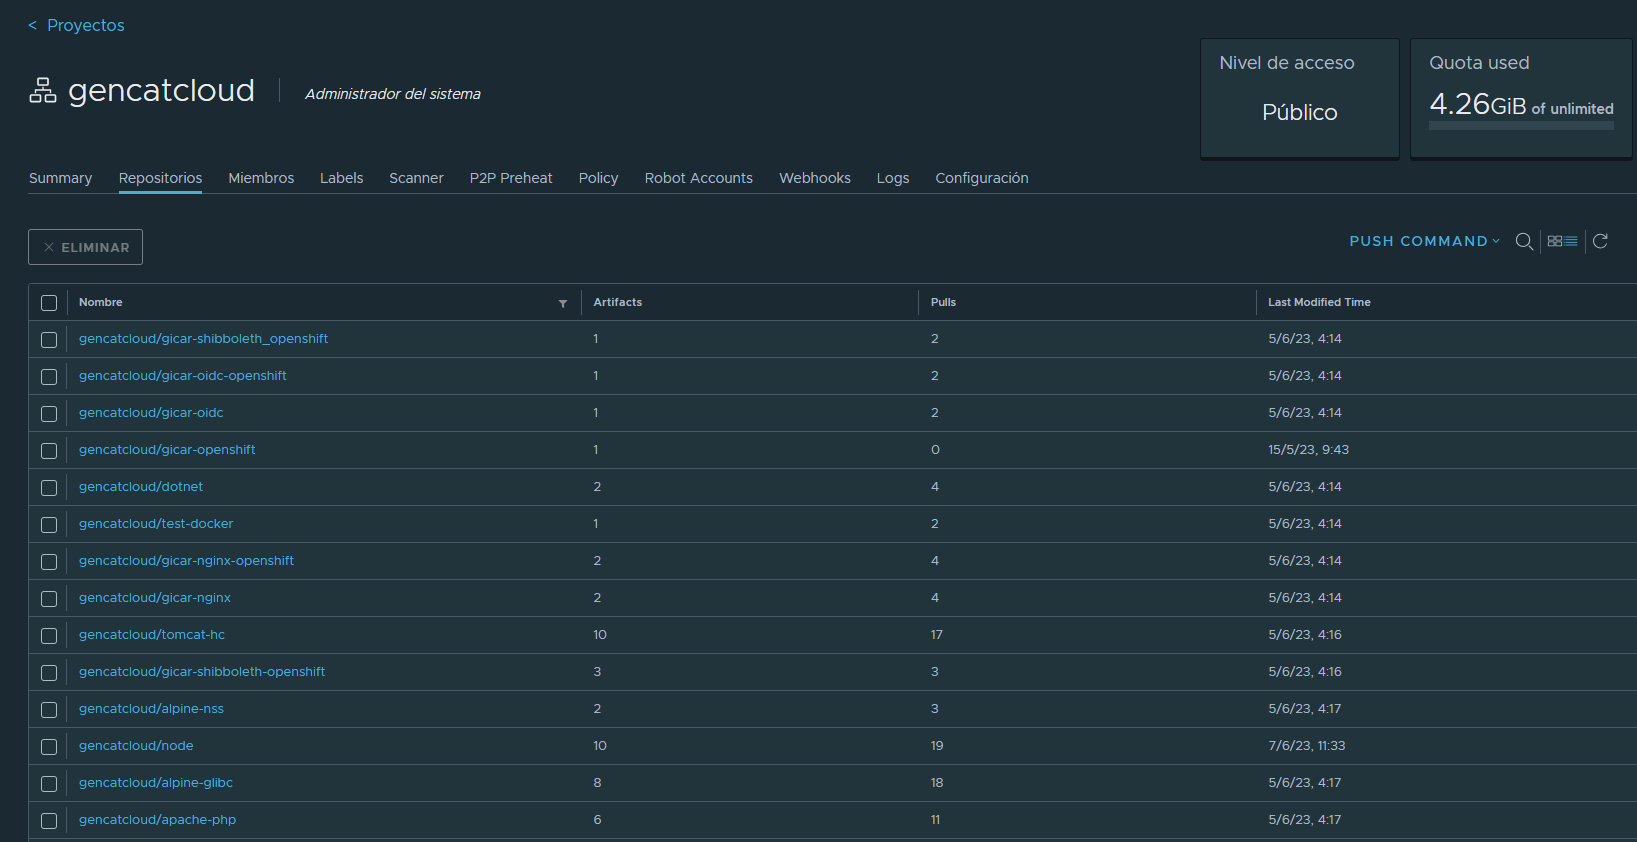 < Proyectos
gencatcloud Administrador del sistema
Nivel de acceso
Público
Quota used
4.26GiB of unlimited
Summary Repositorios Miembros Labels Scanner P2P Preheat Policy Robot Accounts Webhooks Logs Configuración
ELIMINAR PUSH COMMAND
Nombre Artifacts Pulls Last Modified Time
gencatcloud/gicar-shibboleth_openshift 1 2 5/6/23, 4:14
gencatcloud/gicar-oidc-openshift 1 2 5/6/23, 4:14
gencatcloud/gicar-oidc 1 2 5/6/23, 4:14
gencatcloud/gicar-openshift 1 0 15/5/23, 9:43
gencatcloud/dotnet 2 4 5/6/23, 4:14
gencatcloud/test-docker 1 2 5/6/23, 4:14
gencatcloud/gicar-nginx-openshift 2 4 5/6/23, 4:14
gencatcloud/gicar-nginx 2 4 5/6/23, 4:14
gencatcloud/tomcat-hc 10 17 5/6/23, 4:16
gencatcloud/gicar-shibboleth-openshift 3 3 5/6/23, 4:16
gencatcloud/alpine-nss 2 3 5/6/23, 4:17
gencatcloud/node 10 19 7/6/23, 11:33
gencatcloud/alpine-glibc 8 18 5/6/23, 4:17
gencatcloud/apache-php 6 11 5/6/23, 4:17